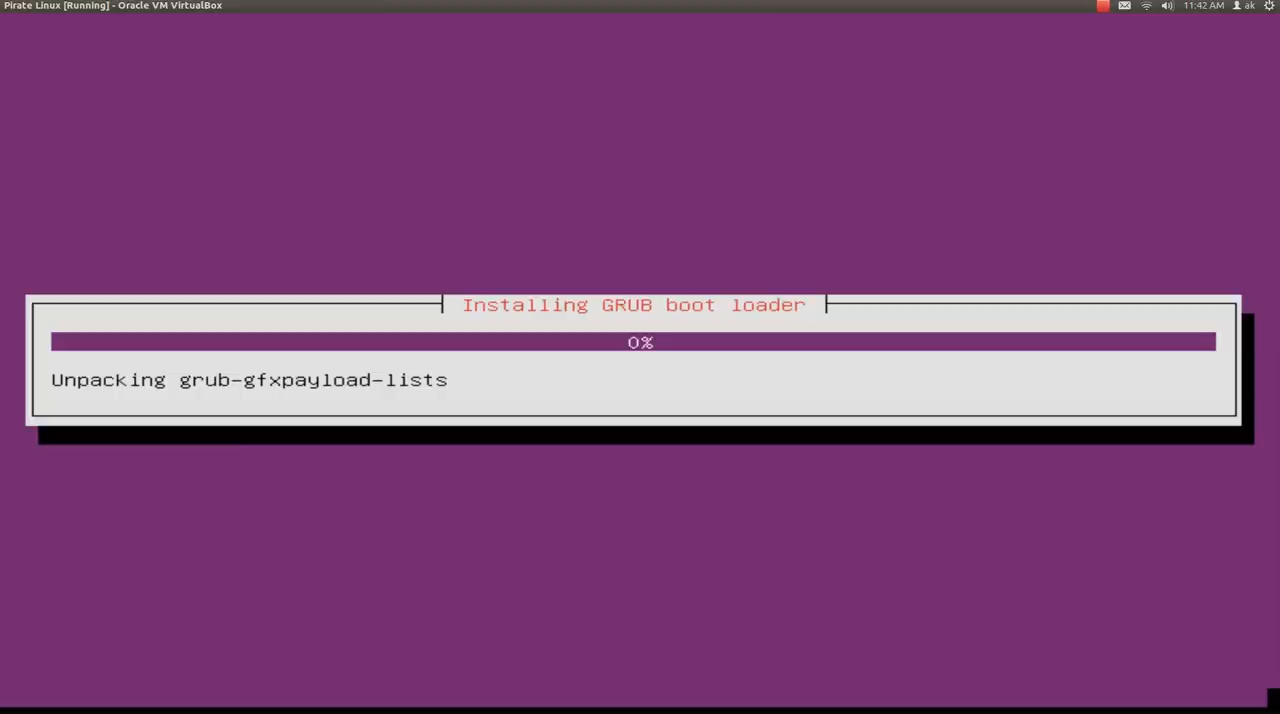 Pirate Linux [Running] - Oracle VM VirtualBox
11:42 AM ak
Installing GRUB boot loader
0%
Unpacking grub-gfxpayload-lists